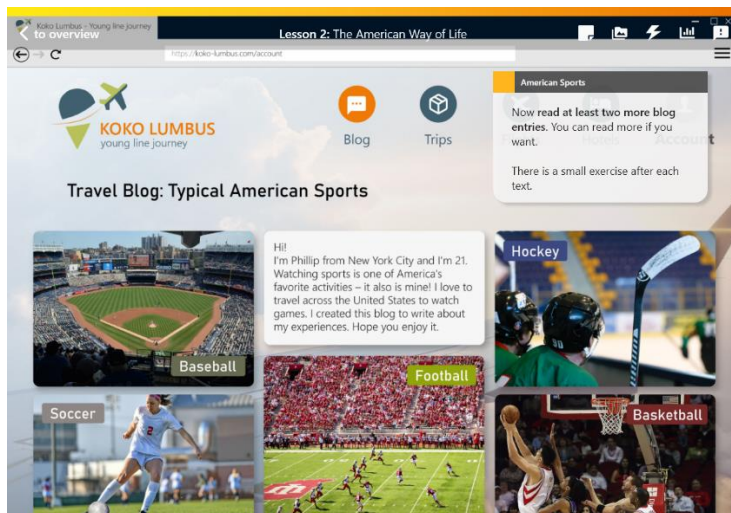 Koko Lumbus - Young line journey
to overview
Lesson 2: The American Way of Life
https://koko-lumbus.com/account
KOKO LUMBUS
young line journey
Blog
Trips
Account
American Sports
Now read at least two more blog
entries. You can read more if you
want.
There is a small exercise after each
text.
Travel Blog: Typical American Sports
Hi!
I'm Phillip from New York City and I'm 21.
Watching sports is one of America's
favorite activities – it also is mine! I love to
travel across the United States to watch
games. I created this blog to write about
my experiences. Hope you enjoy it.
Baseball
Hockey
Soccer
Football
Basketball